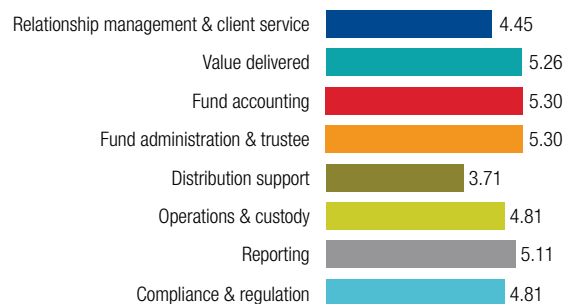 Relationship management & client service 4.45
Value delivered 5.26
Fund accounting 5.30
Fund administration & trustee 5.30
Distribution support 3.71
Operations & custody 4.81
Reporting 5.11
Compliance & regulation 4.81